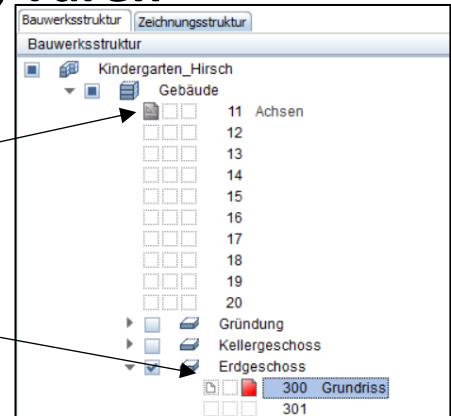 Bauwerksstruktur Zeichnungsstruktur
Bauwerksstruktur
Kindergarten_Hirsch
Gebäude
11 Achsen
12
13
14
15
16
17
18
19
20
Gründung
Kellergeschoss
Erdgeschoss
300 Grundriss
301